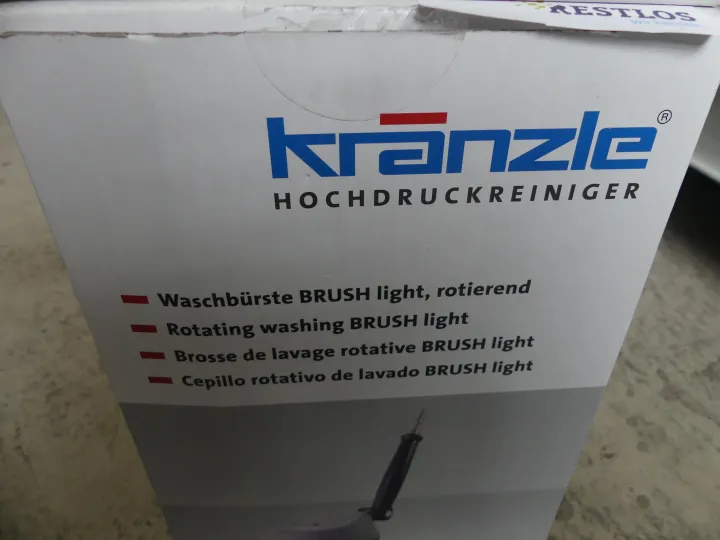 RESTLOS
kränzle®
HOCHDRUCKREINIGER
Waschbürste BRUSH light, rotierend
Rotating washing BRUSH light
Brosse de lavage rotative BRUSH light
Cepillo rotativo de lavado BRUSH light